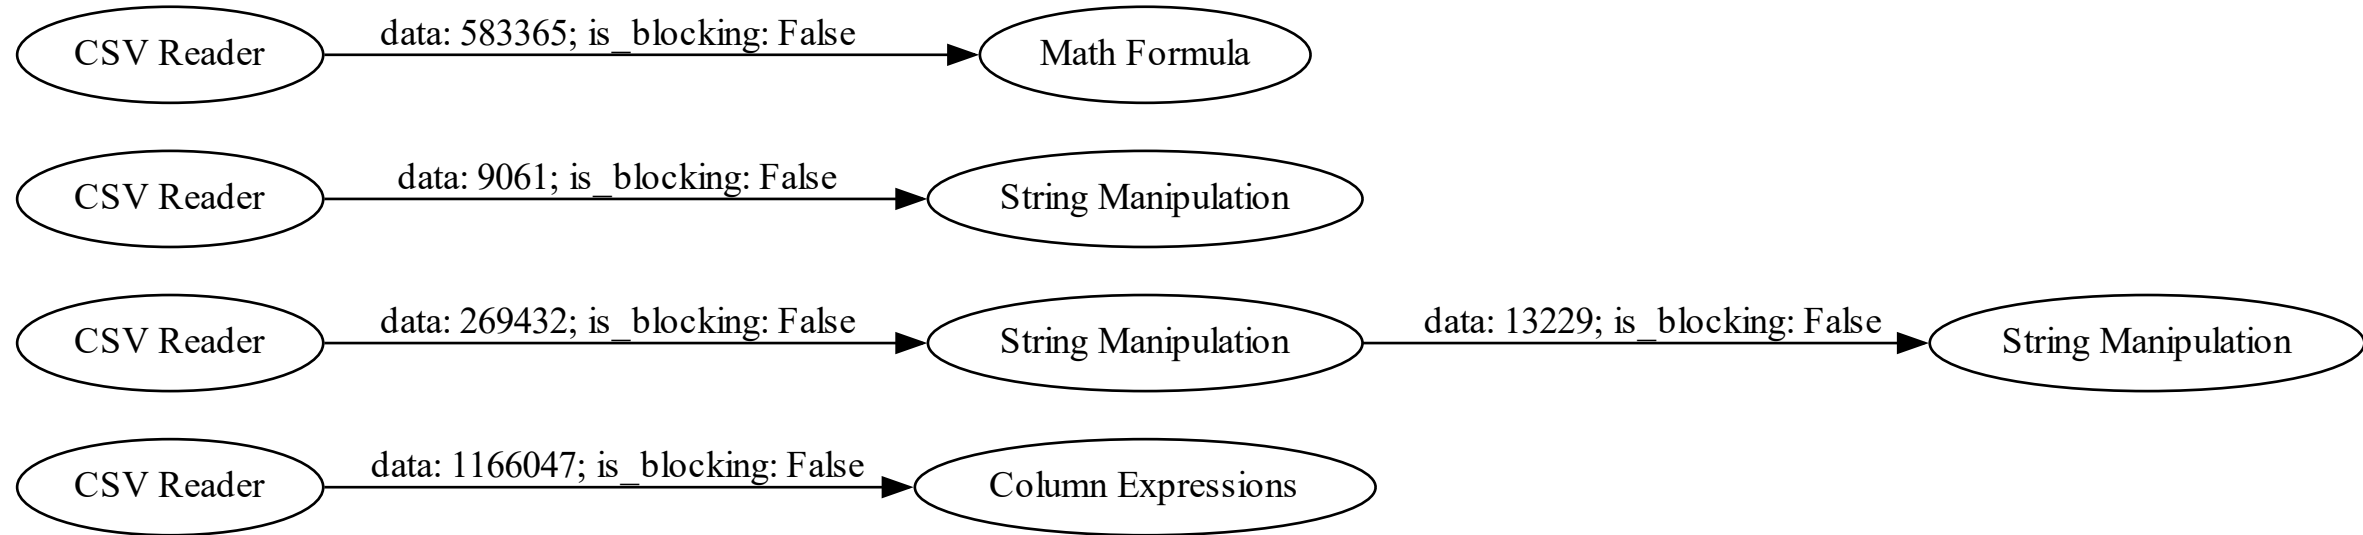 CSV Reader data: 583365; is_blocking: False Math Formula
CSV Reader data: 9061; is_blocking: False String Manipulation
CSV Reader data: 269432; is_blocking: False String Manipulation data: 13229; is_blocking: False String Manipulation
CSV Reader data: 1166047; is_blocking: False Column Expressions